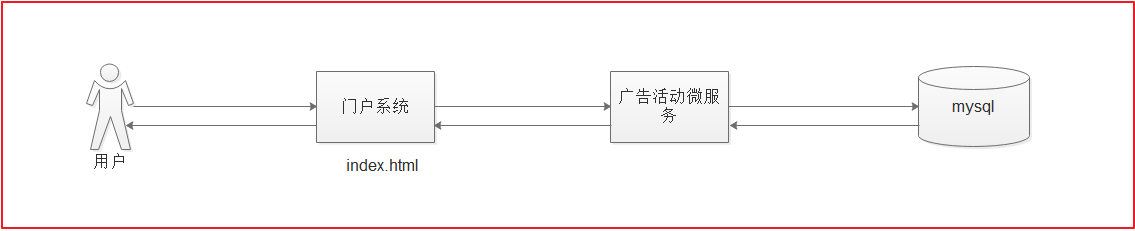 用户
门户系统
index.html
广告活动微服
务
mysql